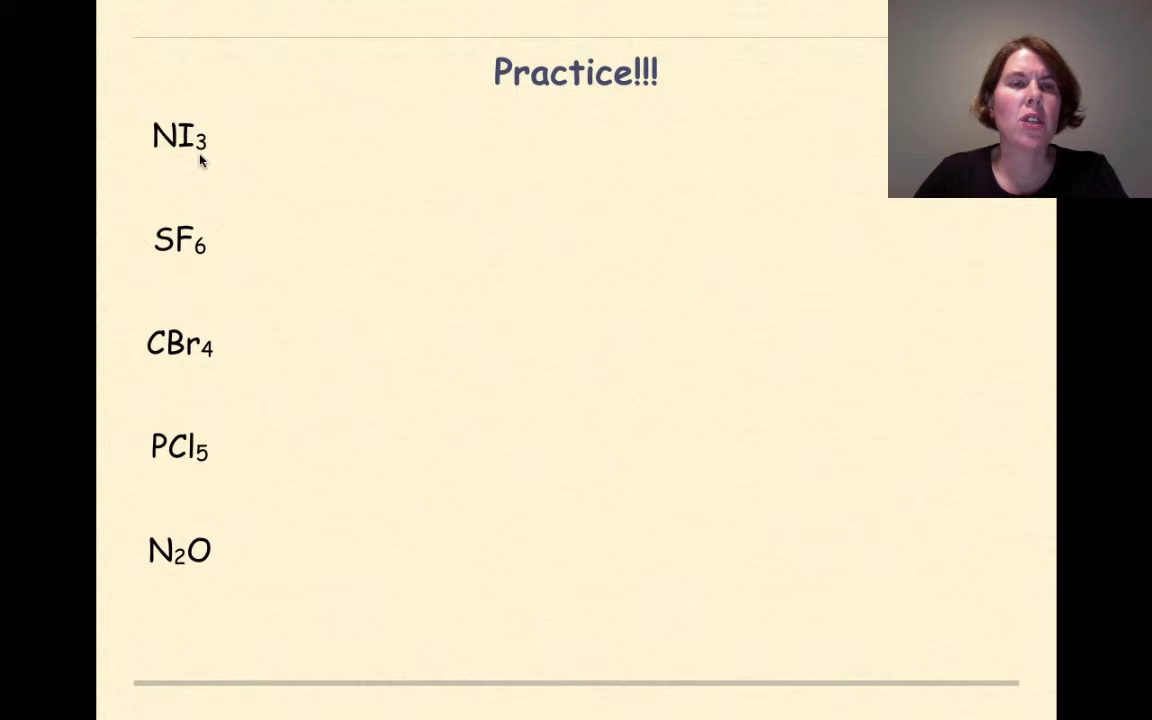 Practice!!!
NI₃
SF₆
CBr₄
PCl₅
N₂O